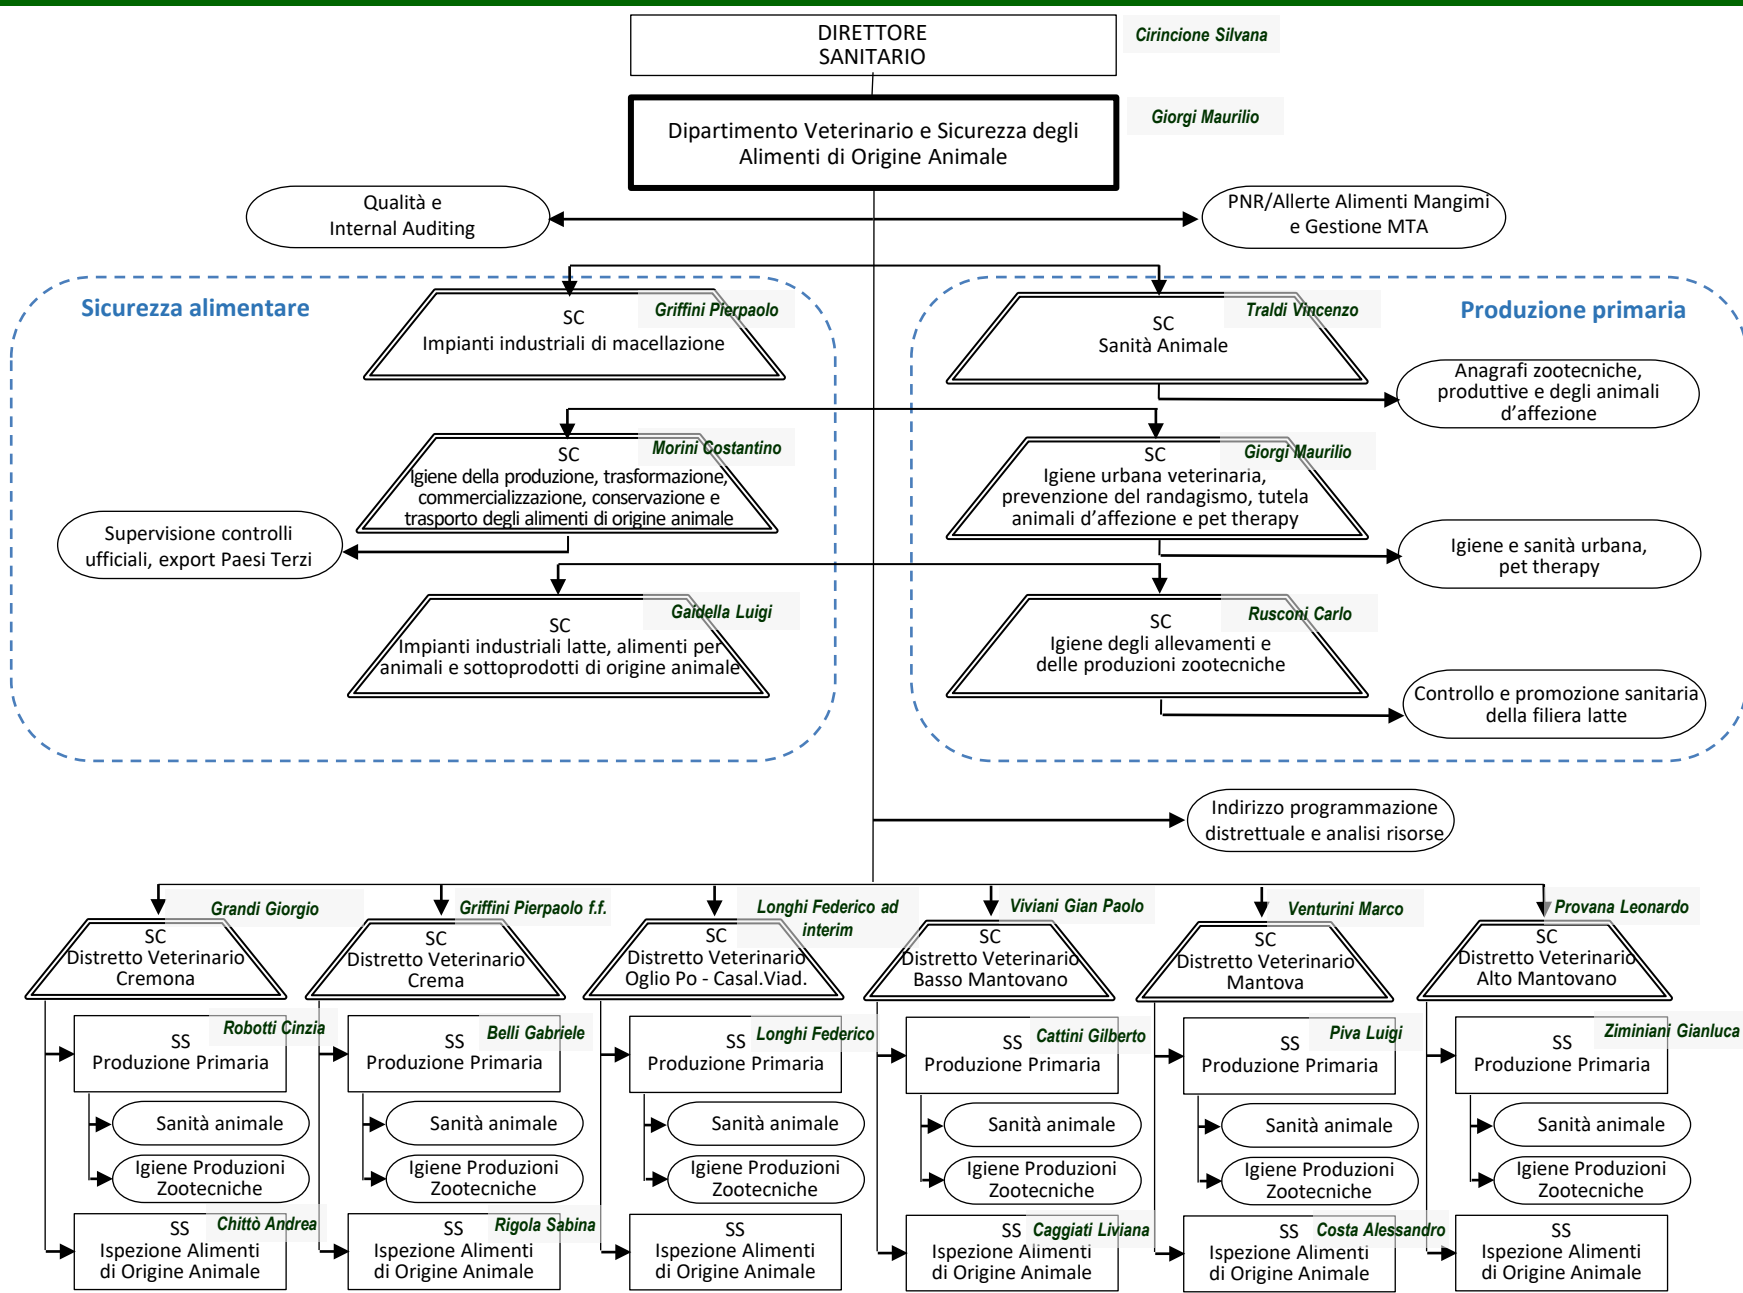 DIRETTORE
SANITARIO
Cirincione Silvana
Dipartimento Veterinario e Sicurezza degli
Alimenti di Origine Animale
Giorgi Maurilio
Qualità e
Internal Auditing
PNR/Allerte Alimenti Mangimi
e Gestione MTA
Sicurezza alimentare
Griffini Pierpaolo
SC
Impianti industriali di macellazione
Traldi Vincenzo
SC
Sanità Animale
Produzione primaria
Anagrafi zootecniche,
produttive e degli animali
d'affezione
Morini Costantino
SC
Igiene della produzione, trasformazione,
commercializzazione, conservazione e
trasporto degli alimenti di origine animale
Giorgi Maurilio
SC
Igiene urbana veterinaria,
prevenzione del randagismo, tutela
animali d'affezione e pet therapy
Supervisione controlli
ufficiali, export Paesi Terzi
Igiene e sanità urbana,
pet therapy
Gaidella Luigi
SC
Impianti industriali latte, alimenti per
animali e sottoprodotti di origine animale
Rusconi Carlo
SC
Igiene degli allevamenti e
delle produzioni zootecniche
Controllo e promozione sanitaria
della filiera latte
Indirizzo programmazione
distrettuale e analisi risorse
Grandi Giorgio
SC
Distretto Veterinario
Cremona
Griffini Pierpaolo f.f.
SC
Distretto Veterinario
Crema
Longhi Federico ad
interim
SC
Distretto Veterinario
Oglio Po - Casal.Viad.
Viviani Gian Paolo
SC
Distretto Veterinario
Basso Mantovano
Venturini Marco
SC
Distretto Veterinario
Mantova
Provana Leonardo
SC
Distretto Veterinario
Alto Mantovano
Robotti Cinzia
SS
Produzione Primaria
Belli Gabriele
SS
Produzione Primaria
Longhi Federico
SS
Produzione Primaria
Cattini Gilberto
SS
Produzione Primaria
Piva Luigi
SS
Produzione Primaria
Ziminiani Gianluca
SS
Produzione Primaria
Sanità animale
Sanità animale
Sanità animale
Sanità animale
Sanità animale
Sanità animale
Igiene Produzioni
Zootecniche
Igiene Produzioni
Zootecniche
Igiene Produzioni
Zootecniche
Igiene Produzioni
Zootecniche
Igiene Produzioni
Zootecniche
Igiene Produzioni
Zootecniche
Chittò Andrea
SS
Ispezione Alimenti
di Origine Animale
Rigola Sabina
SS
Ispezione Alimenti
di Origine Animale
SS
Ispezione Alimenti
di Origine Animale
Caggiati Liviana
SS
Ispezione Alimenti
di Origine Animale
Costa Alessandro
SS
Ispezione Alimenti
di Origine Animale
SS
Ispezione Alimenti
di Origine Animale